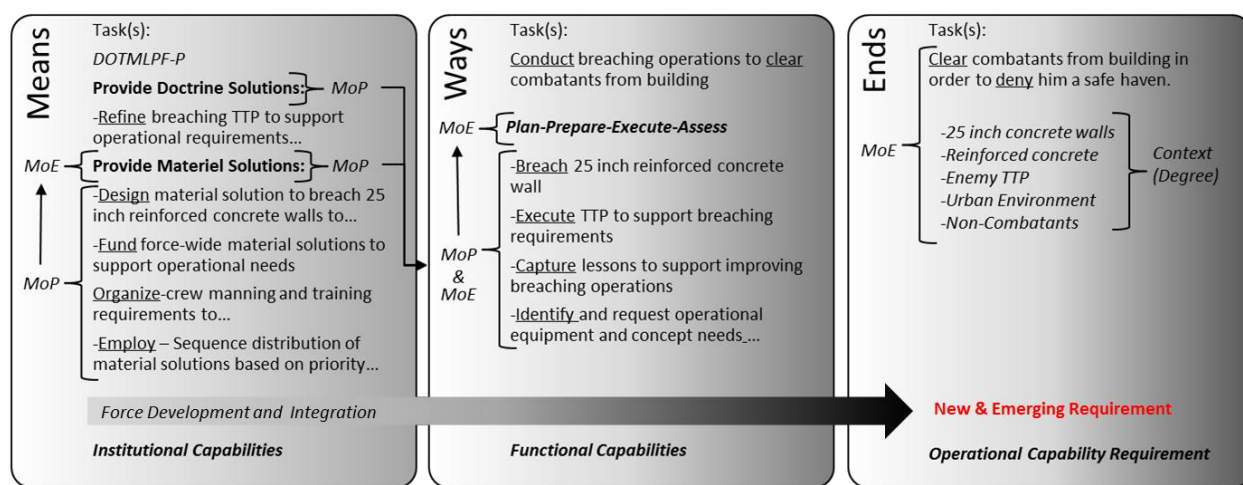 Means
Task(s):
DOTMLPF-P
Provide Doctrine Solutions:
MoP
-Refine breaching TTP to support
operational requirements...
MoE
Provide Materiel Solutions:
MoP
-Design material solution to breach 25
inch reinforced concrete walls to...
-Fund force-wide material solutions to
support operational needs
MoP
Organize-crew manning and training
requirements to...
-Employ – Sequence distribution of
material solutions based on priority...
Ways
Task(s):
Conduct breaching operations to clear
combatants from building
MoE
Plan-Prepare-Execute-Assess
-Breach 25 inch reinforced concrete
wall
-Execute TTP to support breaching
requirements
MoP
&
MoE
-Capture lessons to support improving
breaching operations
-Identify and request operational
equipment and concept needs ...
Ends
Task(s):
Clear combatants from building in
order to deny him a safe haven.
MoE
-25 inch concrete walls
-Reinforced concrete
-Enemy TTP
-Urban Environment
-Non-Combatants
Context
(Degree)
Force Development and Integration
New & Emerging Requirement
Institutional Capabilities
Functional Capabilities
Operational Capability Requirement